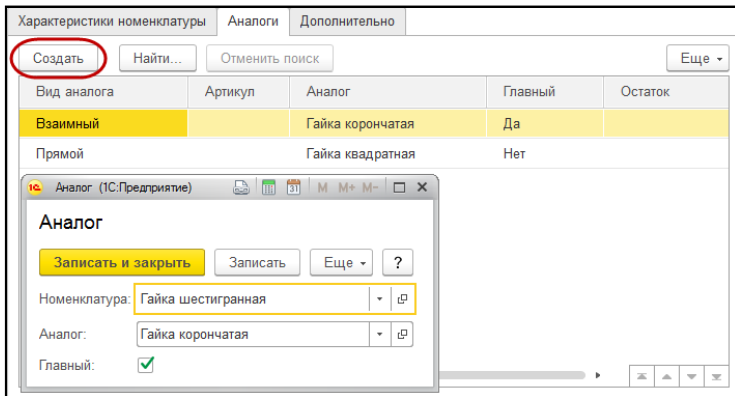 Характеристики номенклатуры Аналоги Дополнительно
Создать Найти... Отменить поиск Еще
Вид аналога Артикул Аналог Главный Остаток
Взаимный Гайка корончатая Да
Прямой Гайка квадратная Нет
1С Аналог (1С:Предприятие) 31 M M+ M-
Аналог
Записать и закрыть Записать Еще ?
Номенклатура: Гайка шестигранная
Аналог: Гайка корончатая
Главный: